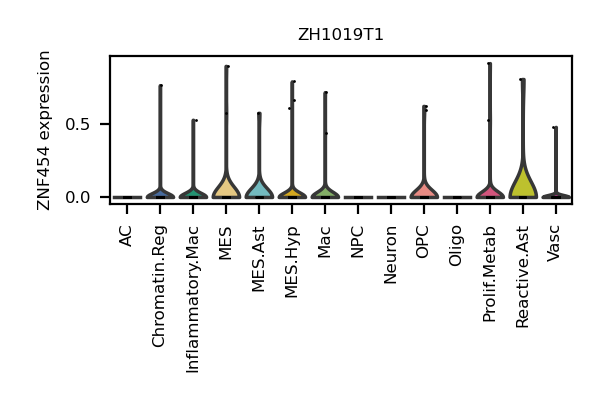 ZH1019T1
ZNF454 expression
0.5
0.0
AC
Chromatin.Reg
Inflammatory.Mac
MES
MES.Ast
MES.Hyp
Mac
NPC
Neuron
OPC
Oligo
Prolif.Metab
Reactive.Ast
Vasc